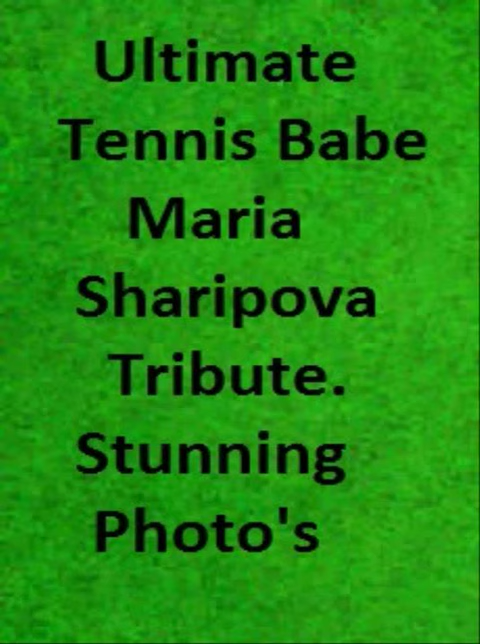 Ultimate
Tennis Babe
Maria
Sharipova
Tribute.
Stunning
Photo's